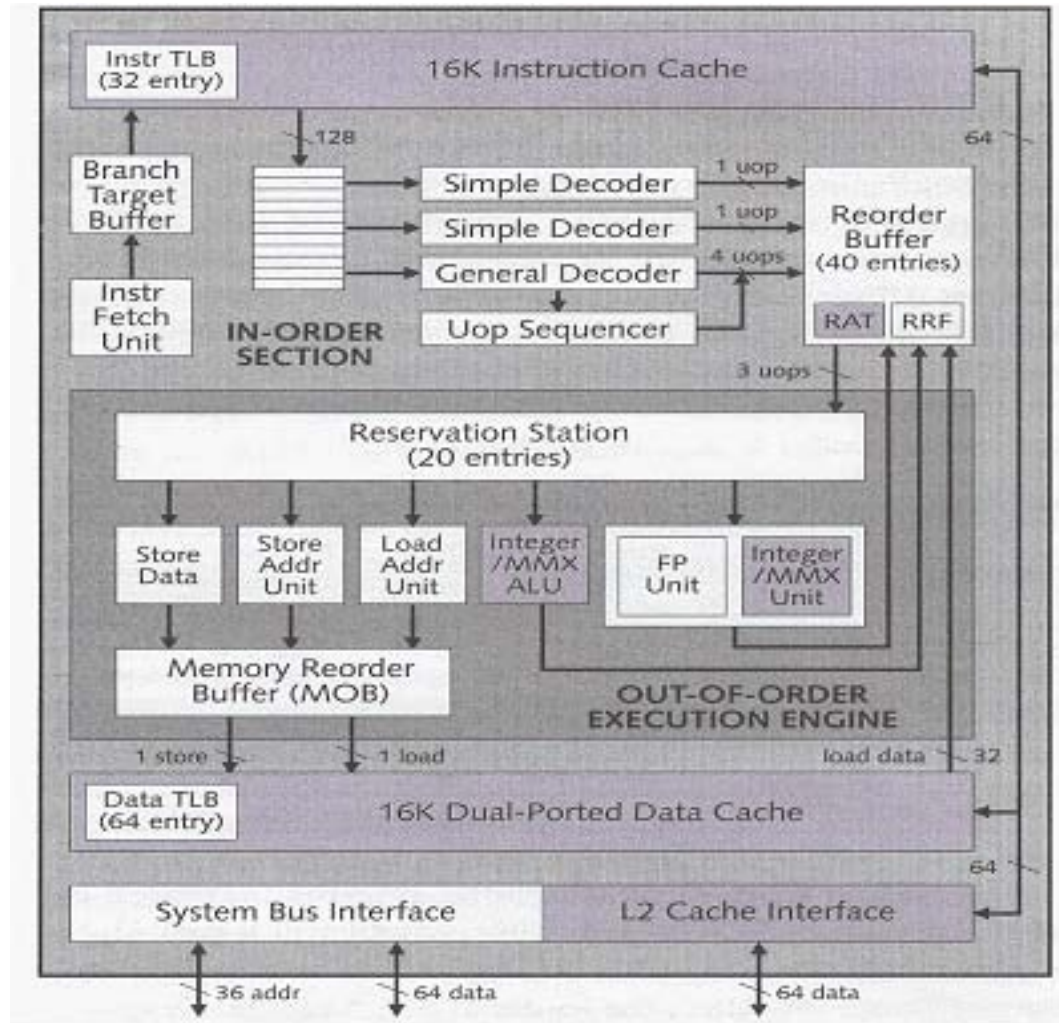 Instr TLB
(32 entry)
16K Instruction Cache
128
64
Branch
Target
Buffer
Instr
Fetch
Unit
Simple Decoder
Simple Decoder
General Decoder
Uop Sequencer
1 uop
1 uop
4 uops
Reorder
Buffer
(40 entries)
RAT
RRF
IN-ORDER
SECTION
3 uops
Reservation Station
(20 entries)
Store
Data
Store
Addr
Unit
Load
Addr
Unit
Integer
/MMX
ALU
FP
Unit
Integer
/MMX
Unit
Memory Reorder
Buffer (MOB)
OUT-OF-ORDER
EXECUTION ENGINE
1 store
1 load
load data
32
Data TLB
(64 entry)
16K Dual-Ported Data Cache
64
System Bus Interface
L2 Cache Interface
36 addr
64 data
64 data